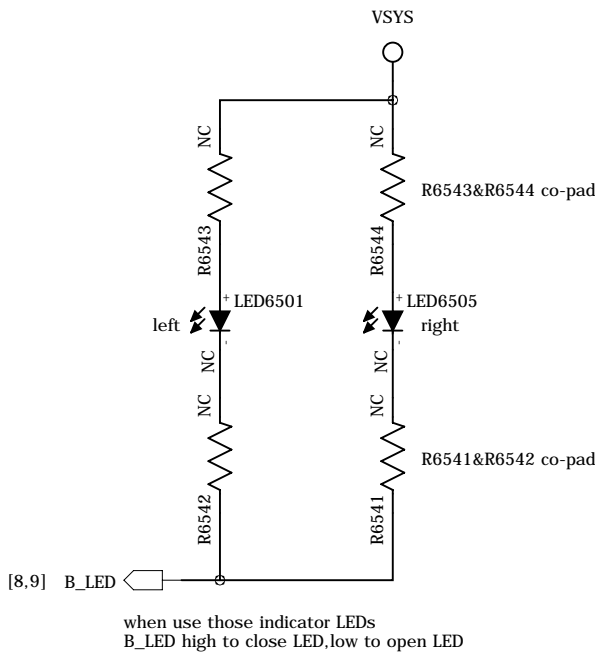 VSYS
NC
NC
R6543&R6544 co-pad
R6543
R6544
+ LED6501
+ LED6505
left
right
-
-
NC
NC
NC
NC
R6541&R6542 co-pad
R6542
R6541
[8,9] B_LED
when use those indicator LEDs
B_LED high to close LED,low to open LED